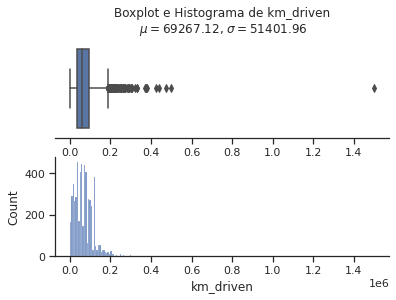 Boxplot e Histograma de km_driven
μ = 69267.12, σ = 51401.96
0.0 0.2 0.4 0.6 0.8 1.0 1.2 1.4
400
200
0
Count
0.0 0.2 0.4 0.6 0.8 1.0 1.2 1.4
1e6
km_driven